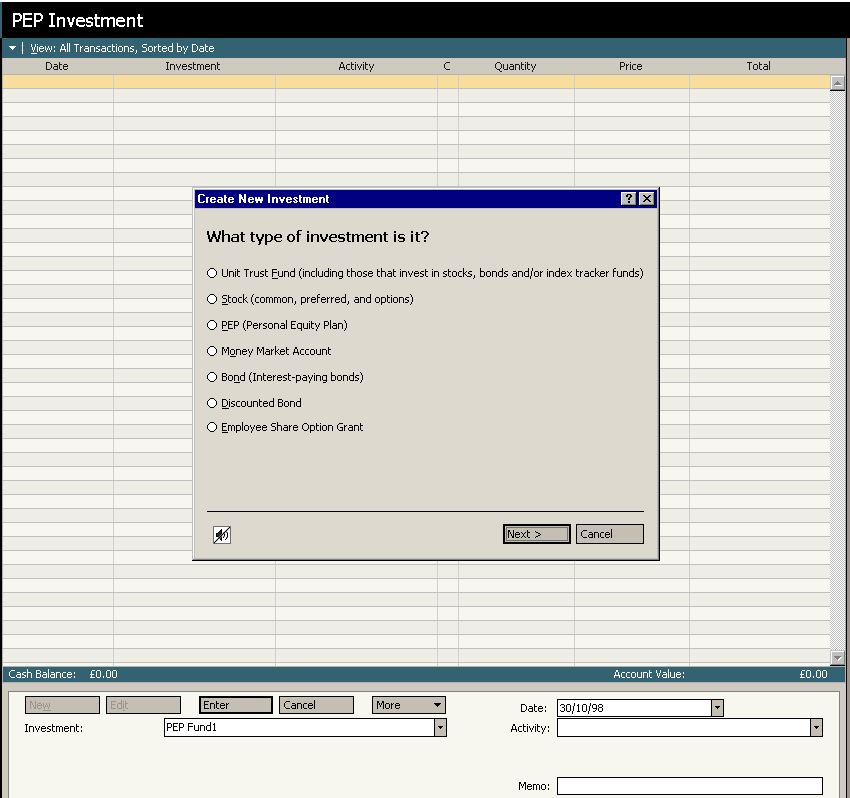 PEP Investment
View: All Transactions, Sorted by Date
Date Investment Activity C Quantity Price Total
Create New Investment
What type of investment is it?
Unit Trust Fund (including those that invest in stocks, bonds and/or index tracker funds)
Stock (common, preferred, and options)
PEP (Personal Equity Plan)
Money Market Account
Bond (Interest-paying bonds)
Discounted Bond
Employee Share Option Grant
Next > Cancel
Cash Balance: £0.00 Account Value: £0.00
New Edit Enter Cancel More Date: 30/10/98
Investment: PEP Fund1 Activity:
Memo: